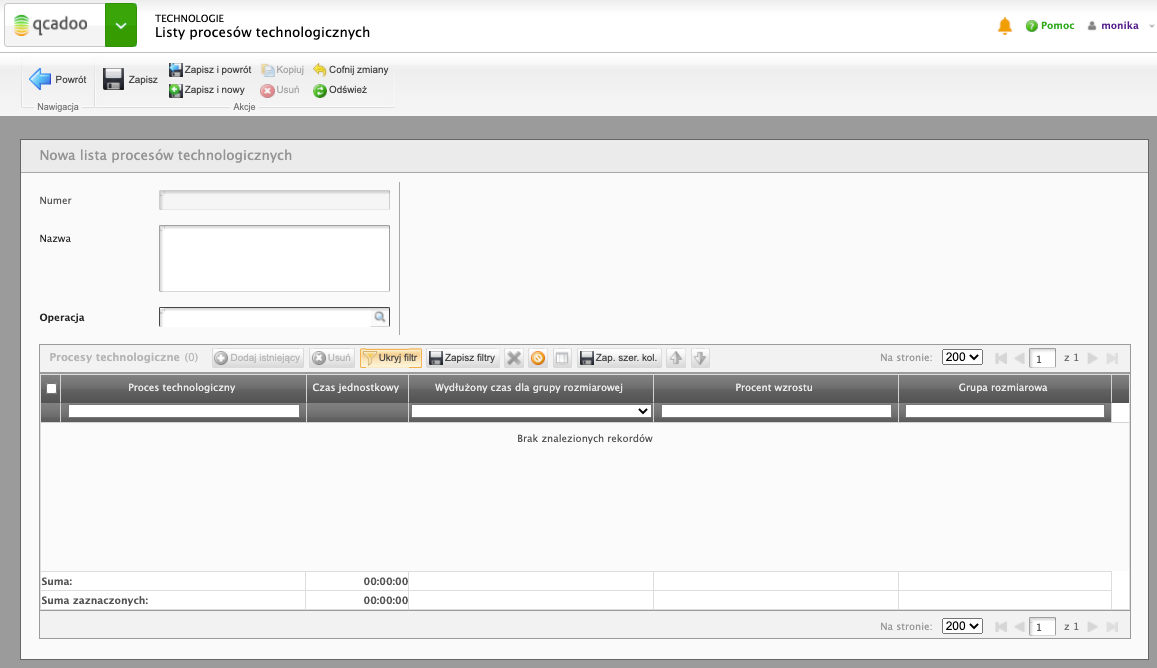 qcadoo
TECHNOLOGIE
Listy procesów technologicznych
Pomoc
monika
Powrót
Zapisz
Zapisz i powrót
Kopiuj
Cofnij zmiany
Zapisz i nowy
Usuń
Odśwież
Nawigacja
Akcje
Nowa lista procesów technologicznych
Numer
Nazwa
Operacja
Procesy technologiczne (0) Dodaj istniejący Usuń Ukryj filtr Zapisz filtry Zap. szer. kol. Na stronie: 200 1 z 1
Proces technologiczny Czas jednostkowy Wydłużony czas dla grupy rozmiarowej Procent wzrostu Grupa rozmiarowa
Brak znalezionych rekordów
Suma: 00:00:00
Suma zaznaczonych: 00:00:00
Na stronie: 200 1 z 1